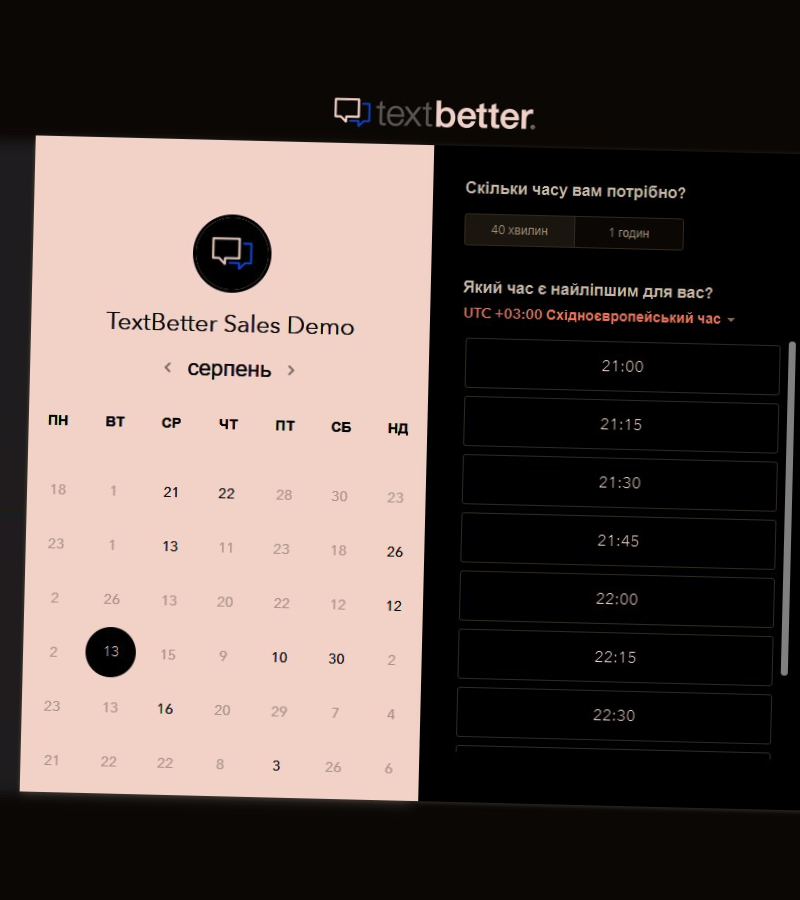 textbetter.
TextBetter Sales Demo
серпень
ПН ВТ СР ЧТ ПТ СБ НД
18 1 21 22 28 30 23
23 1 13 11 23 18 26
2 26 13 20 22 12 12
2 13 15 9 10 30 2
23 13 16 20 29 7 4
21 22 22 8 3 26 6
Скільки часу вам потрібно?
40 хвилин 1 годин
Який час є найліпшим для вас?
UTC +03:00 Східноєвропейський час
21:00
21:15
21:30
21:45
22:00
22:15
22:30